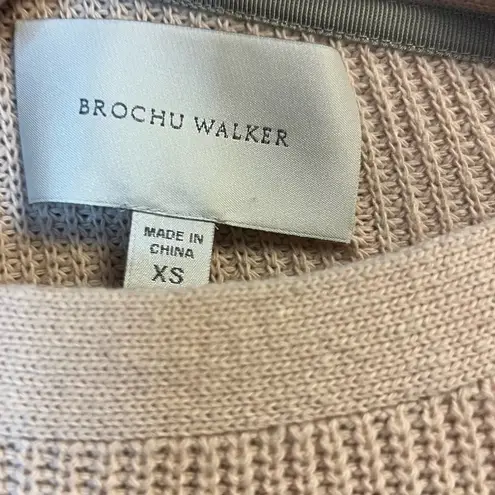 BROCHU WALKER
MADE IN
CHINA
XS